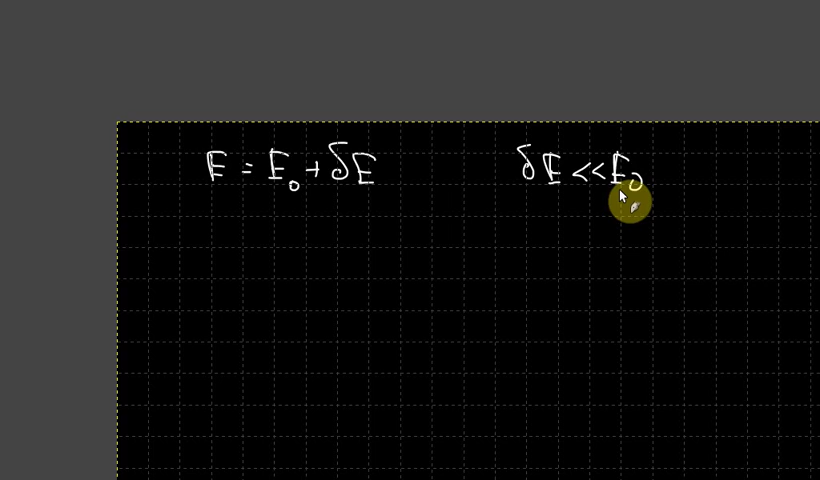 E = E₀ + δE δE << E₀